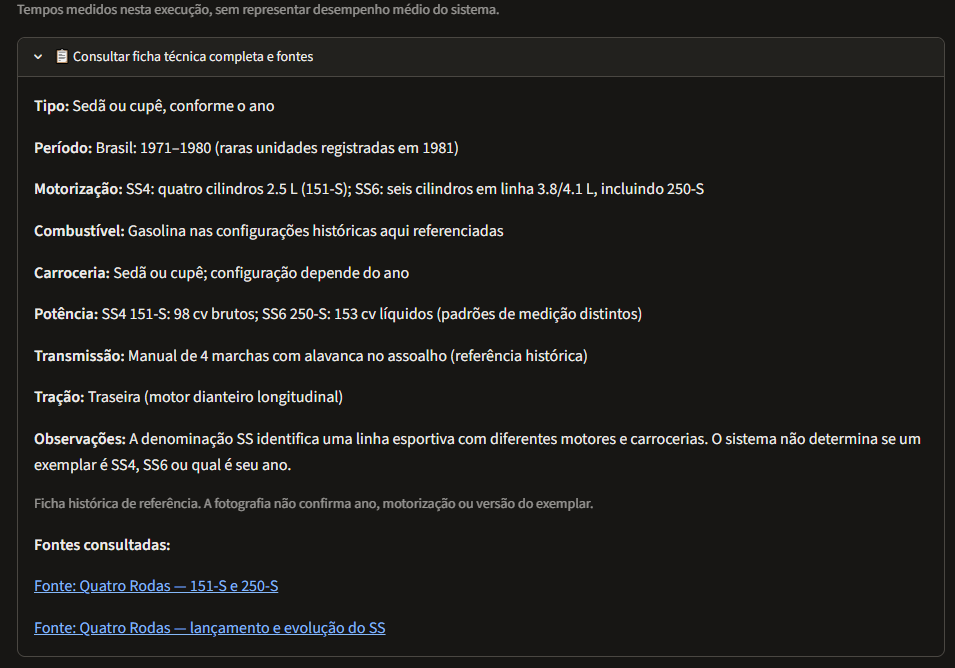 Tempos medidos nesta execução, sem representar desempenho médio do sistema.
📋 Consultar ficha técnica completa e fontes
Tipo: Sedã ou cupê, conforme o ano
Período: Brasil: 1971–1980 (raras unidades registradas em 1981)
Motorização: SS4: quatro cilindros 2.5 L (151-S); SS6: seis cilindros em linha 3.8/4.1 L, incluindo 250-S
Combustível: Gasolina nas configurações históricas aqui referenciadas
Carroceria: Sedã ou cupê; configuração depende do ano
Potência: SS4 151-S: 98 cv brutos; SS6 250-S: 153 cv líquidos (padrões de medição distintos)
Transmissão: Manual de 4 marchas com alavanca no assoalho (referência histórica)
Tração: Traseira (motor dianteiro longitudinal)
Observações: A denominação SS identifica uma linha esportiva com diferentes motores e carrocerias. O sistema não determina se um
exemplar é SS4, SS6 ou qual é seu ano.
Ficha histórica de referência. A fotografia não confirma ano, motorização ou versão do exemplar.
Fontes consultadas:
Fonte: Quatro Rodas — 151-S e 250-S
Fonte: Quatro Rodas — lançamento e evolução do SS